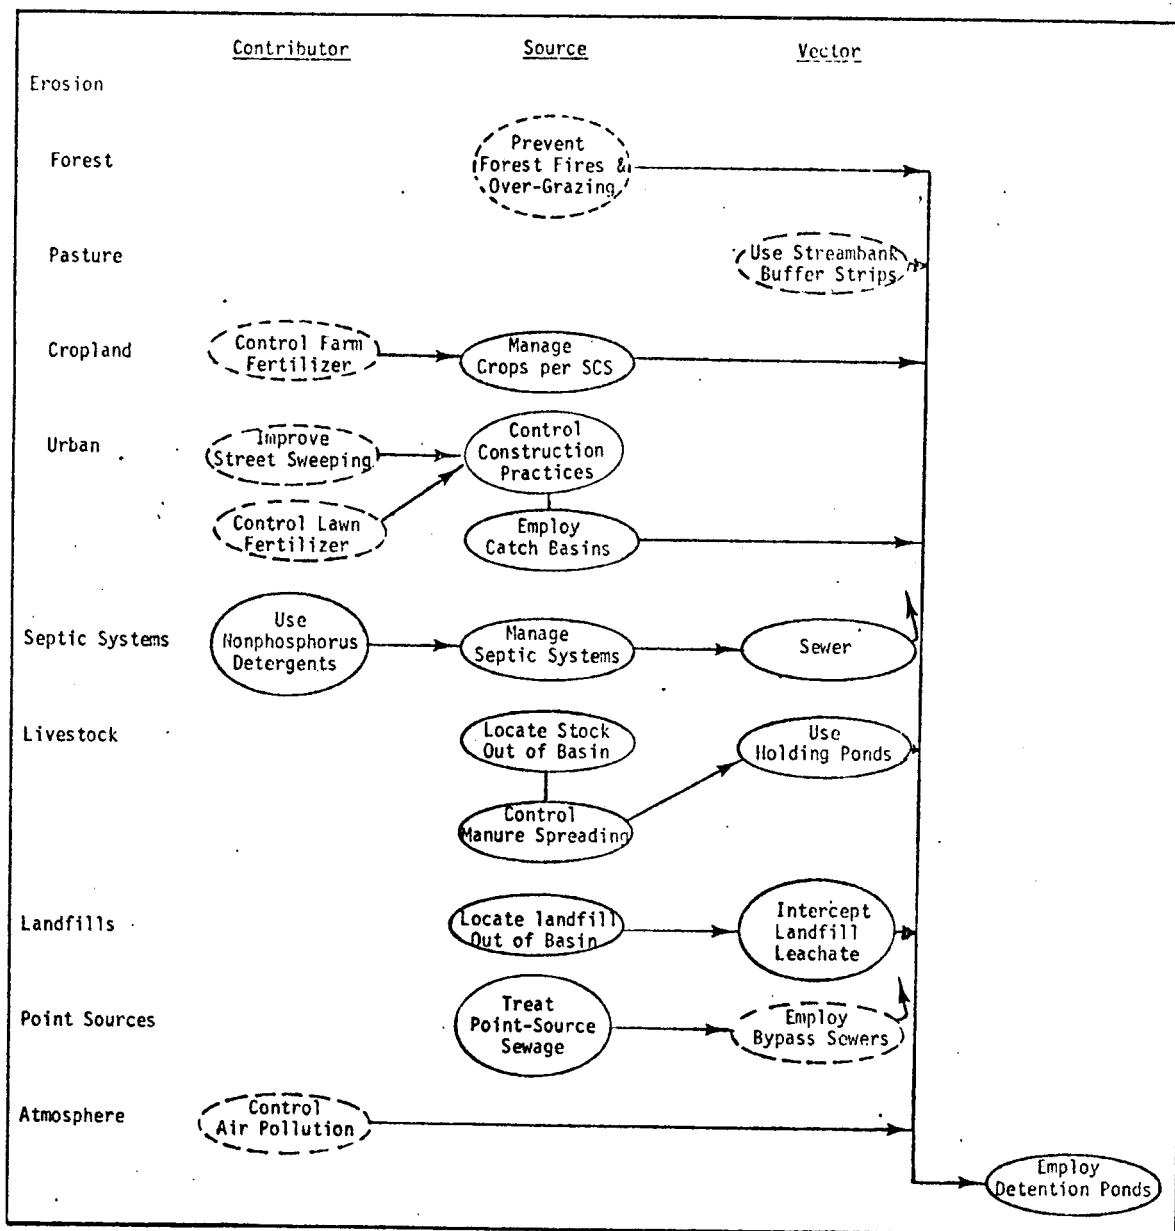 Contributor Source Vector
Erosion
Forest
Prevent
Forest Fires &
Over-Grazing
Pasture
Use Streambank
Buffer Strips
Cropland
Control Farm
Fertilizer
Manage
Crops per SCS
Urban
Improve
Street Sweeping
Control
Construction
Practices
Control Lawn
Fertilizer
Employ
Catch Basins
Septic Systems
Use
Nonphosphorus
Detergents
Manage
Septic Systems
Sewer
Livestock
Locate Stock
Out of Basin
Use
Holding Ponds
Control
Manure Spreading
Landfills
Locate landfill
Out of Basin
Intercept
Landfill
Leachate
Point Sources
Treat
Point-Source
Sewage
Employ
Bypass Sewers
Atmosphere
Control
Air Pollution
Employ
Detention Ponds